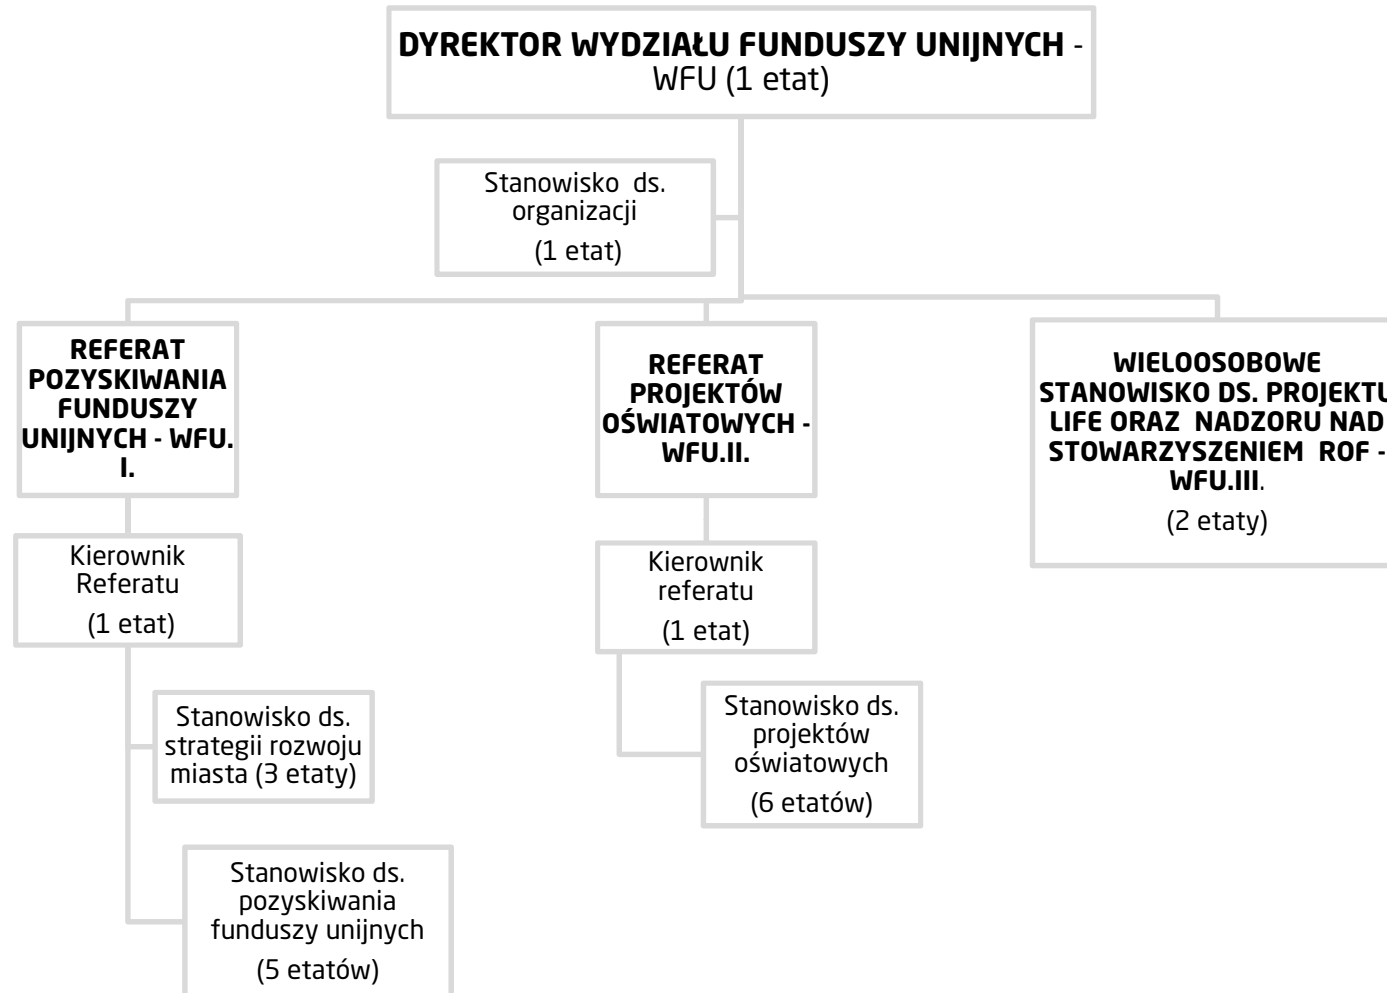 DYREKTOR WYDZIAŁU FUNDUSZY UNIJNYCH -
WFU (1 etat)
Stanowisko ds.
organizacji
(1 etat)
REFERAT
POZYSKIWANIA
FUNDUSZY
UNIJNYCH - WFU.
I.
Kierownik
Referatu
(1 etat)
Stanowisko ds.
strategii rozwoju
miasta (3 etaty)
Stanowisko ds.
pozyskiwania
funduszy unijnych
(5 etatów)
REFERAT
PROJEKTÓW
OŚWIATOWYCH -
WFU.II.
Kierownik
referatu
(1 etat)
Stanowisko ds.
projektów
oświatowych
(6 etatów)
WIELOOSOBOWE
STANOWISKO DS. PROJEKTU
LIFE ORAZ NADZORU NAD
STOWARZYSZENIEM ROF -
WFU.III.
(2 etaty)